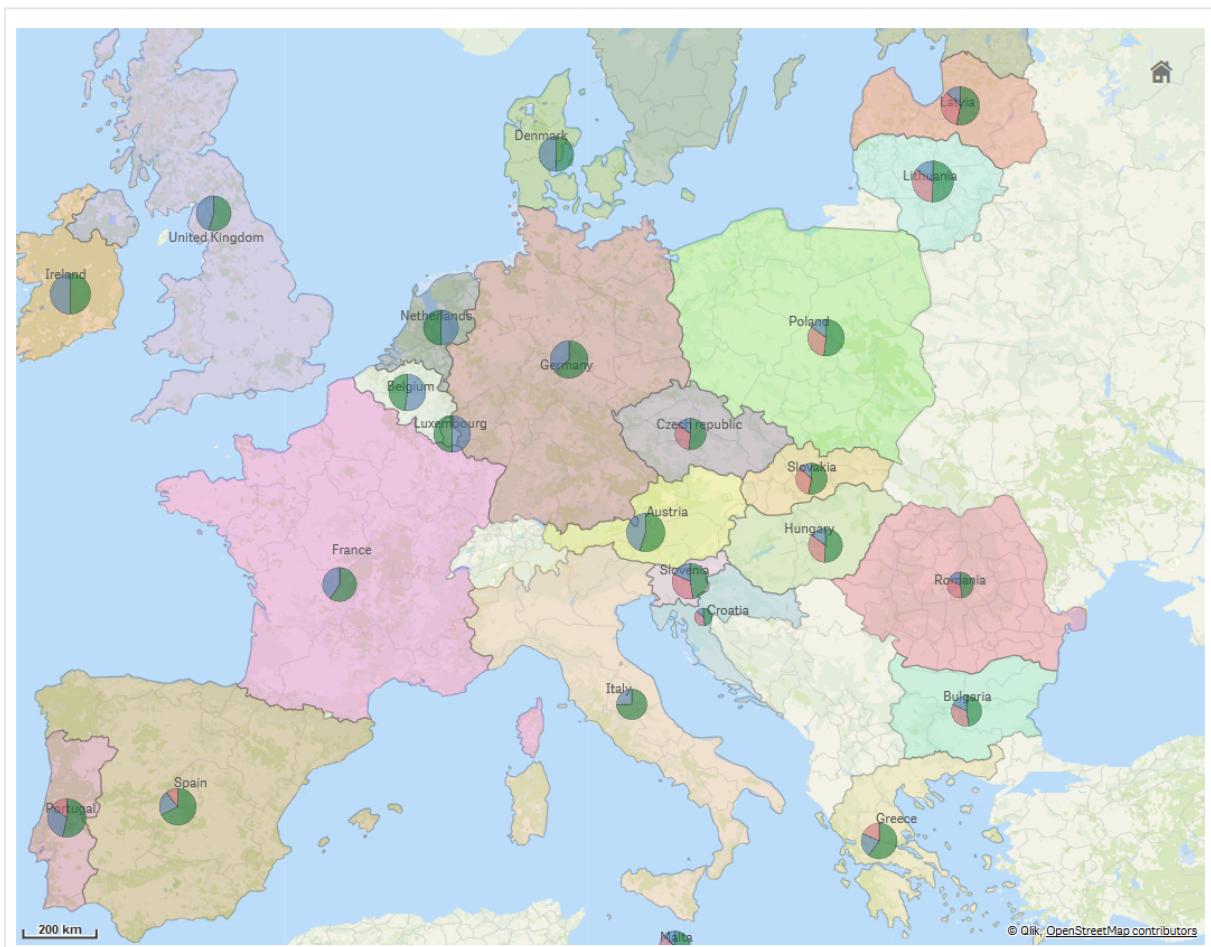 Latvia
Denmark
Lithuania
United Kingdom
Ireland
Netherlands
Poland
Germany
Belgium
Luxembourg
Czech republic
Slovakia
Austria
Hungary
France
Slovenia
Romania
Croatia
Italy
Bulgaria
Spain
Portugal
Greece
200 km
© Qlik, OpenStreetMap contributors
Malta